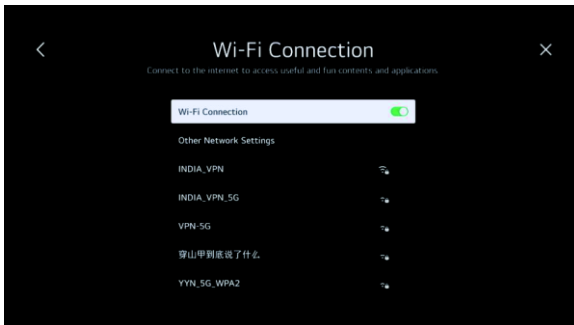 Wi-Fi Connection
Connect to the internet to access useful and fun contents and applications.
Wi-Fi Connection
Other Network Settings
INDIA_VPN
INDIA_VPN_5G
VPN-5G
穿山甲到底说了什么
YYN_5G_WPA2